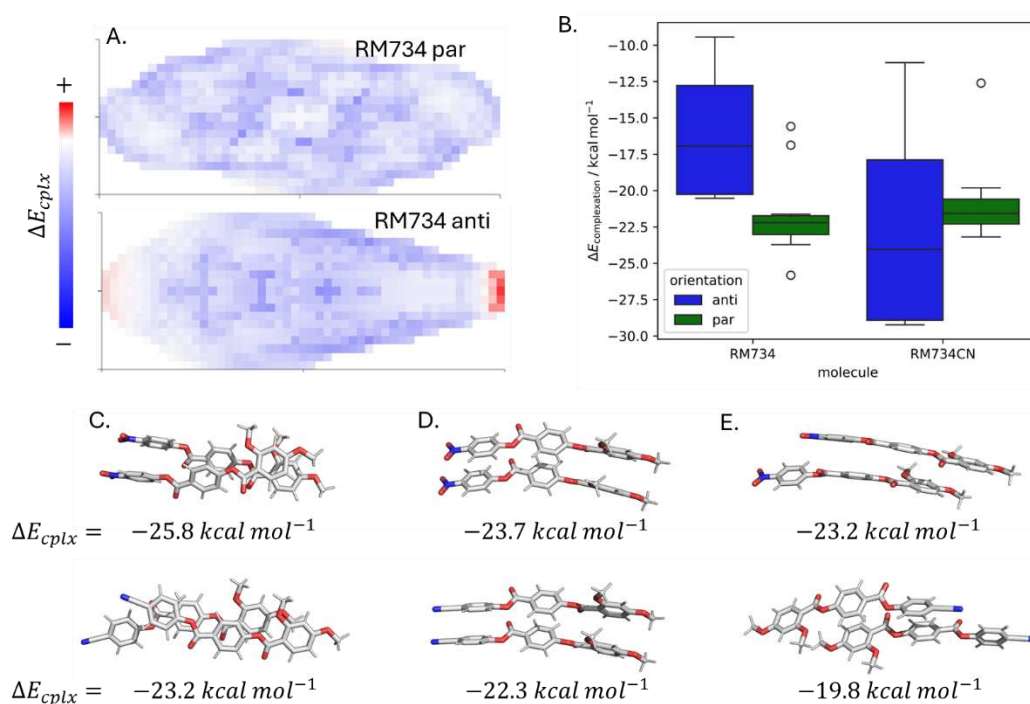 A.
RM734 par
RM734 anti
+
ΔE_cplx
−
B.
−10.0
−12.5
−15.0
−17.5
−20.0
−22.5
−25.0
−27.5
−30.0
ΔE_complexation / kcal mol⁻¹
orientation
anti
par
RM734
RM734CN
molecule
C.
D.
E.
ΔE_cplx = −25.8 kcal mol⁻¹
−23.7 kcal mol⁻¹
−23.2 kcal mol⁻¹
ΔE_cplx = −23.2 kcal mol⁻¹
−22.3 kcal mol⁻¹
−19.8 kcal mol⁻¹